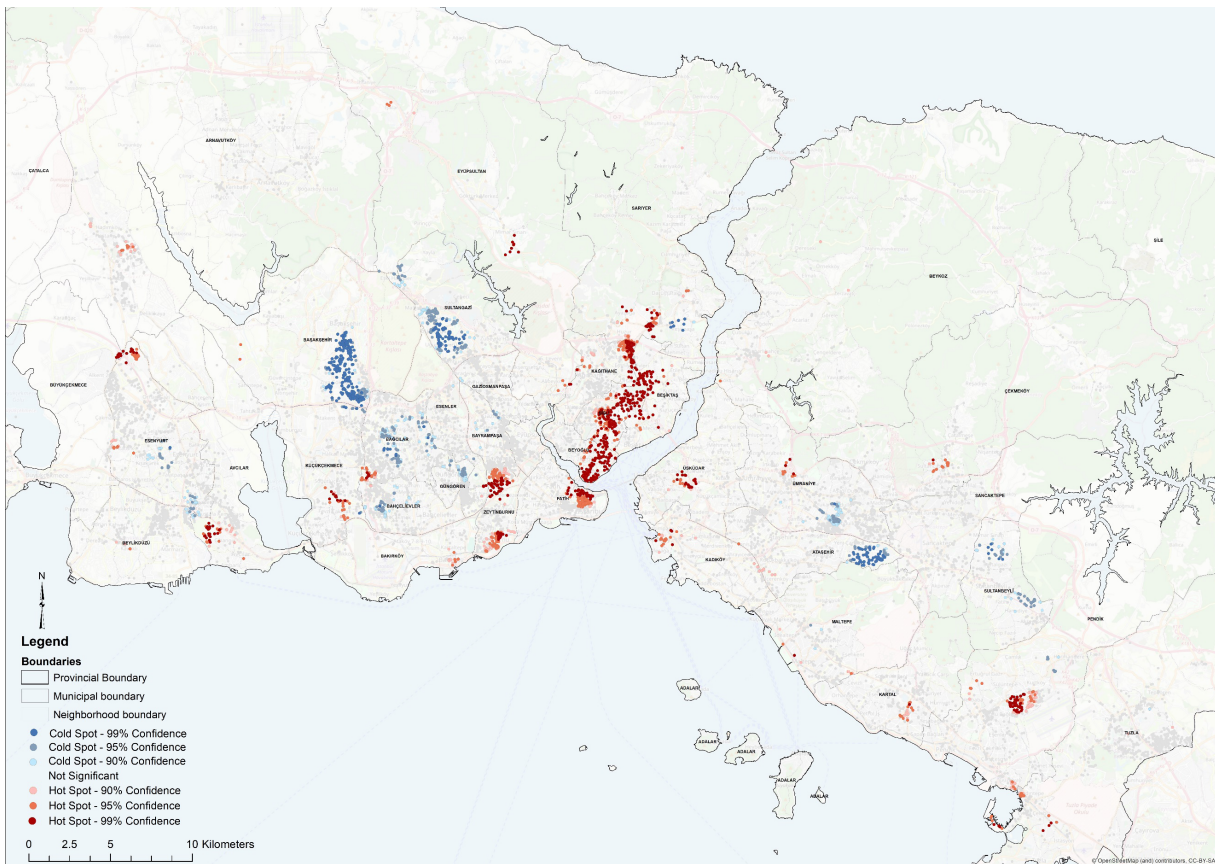 ÇATALCA
ARNAVUTKÖY
EYÜPSULTAN
SARIYER
ŞİLE
BEYKOZ
SULTANGAZİ
BAŞAKŞEHİR
KAĞITHANE
GAZİOSMANPAŞA
BÜYÜKÇEKMECE
BEŞİKTAŞ
ÇEKMEKÖY
ESENLER
BAYRAMPAŞA
BAĞCILAR
ESENYURT
BEYOĞLU
AVCILAR
KÜÇÜKÇEKMECE
ÜSKÜDAR
ÜMRANİYE
GÜNGÖREN
SANCAKTEPE
FATİH
BAHÇELİEVLER
ZEYTİNBURNU
BEYLİKDÜZÜ
BAKIRKÖY
KADIKÖY
ATAŞEHİR
SULTANBEYLİ
MALTEPE
PENDİK
ADALAR
KARTAL
TUZLA
ADALAR
ADALAR
ADALAR
ADALAR
N
Legend
Boundaries
Provincial Boundary
Municipal boundary
Neighborhood boundary
Cold Spot - 99% Confidence
Cold Spot - 95% Confidence
Cold Spot - 90% Confidence
Not Significant
Hot Spot - 90% Confidence
Hot Spot - 95% Confidence
Hot Spot - 99% Confidence
0 2.5 5 10 Kilometers
© OpenStreetMap (and) contributors, CC-BY-SA